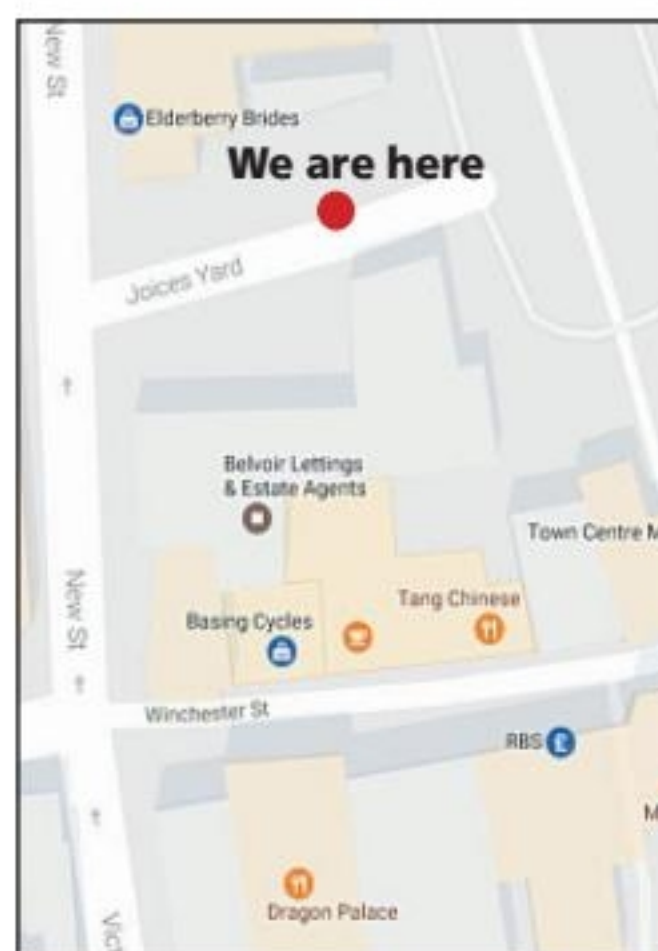 New St
Elderberry Brides
We are here
Joices Yard
Belvoir Lettings
& Estate Agents
Town Centre M
New St
Tang Chinese
Basing Cycles
Winchester St
RBS £
M
Dragon Palace
Vict